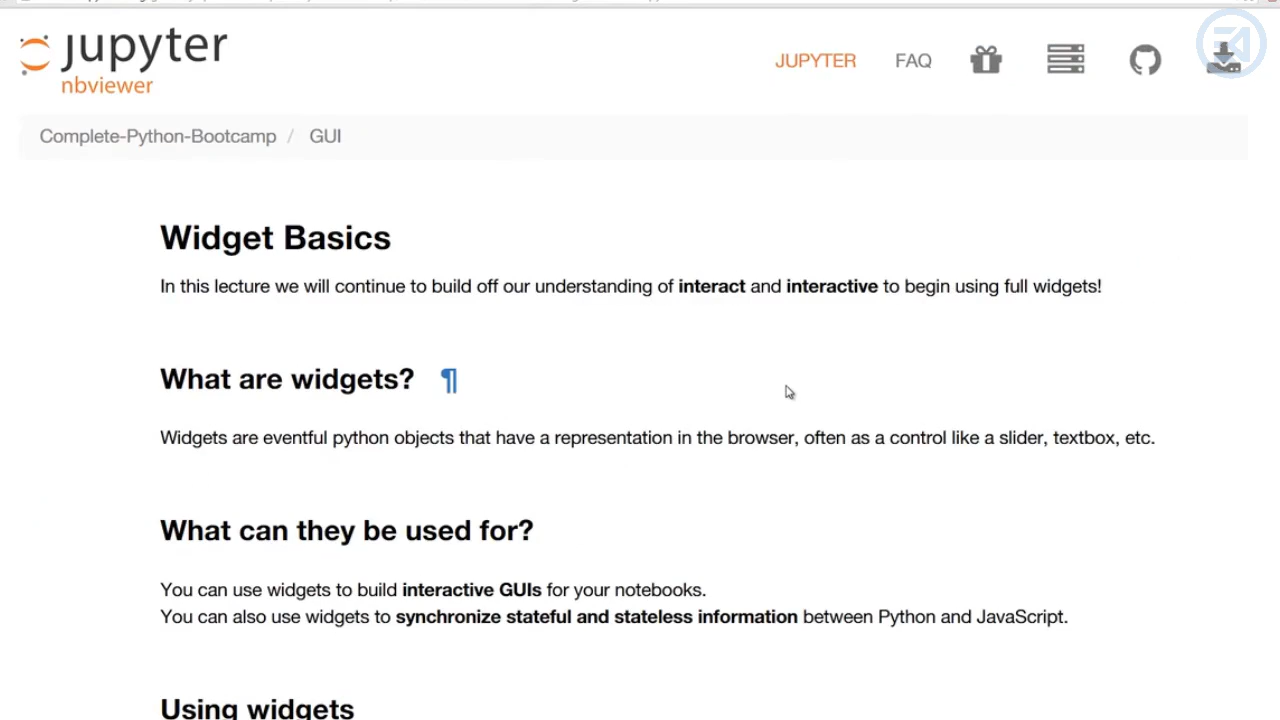 jupyter
nbviewer
JUPYTER FAQ
Complete-Python-Bootcamp / GUI
Widget Basics
In this lecture we will continue to build off our understanding of interact and interactive to begin using full widgets!
What are widgets? ¶
Widgets are eventful python objects that have a representation in the browser, often as a control like a slider, textbox, etc.
What can they be used for?
You can use widgets to build interactive GUIs for your notebooks.
You can also use widgets to synchronize stateful and stateless information between Python and JavaScript.
Using widgets